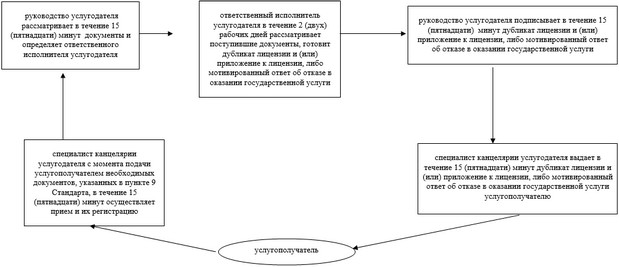 руководство услугодателя
рассматривает в течение 15
(пятнадцати) минут документы и
определяет ответственного
исполнителя услугодателя
ответственный исполнитель
услугодателя в течение 2 (двух)
рабочих дней рассматривает
поступившие документы, готовит
дубликат лицензии и (или)
приложение к лицензии, либо
мотивированный ответ об отказе в
оказании государственной услуги
руководство услугодателя подписывает в течение 15
(пятнадцати) минут дубликат лицензии и (или)
приложение к лицензии, либо мотивированный ответ
об отказе в оказании государственной услуги
специалист канцелярии услугодателя выдает в
течение 15 (пятнадцати) минут дубликат лицензии и
(или) приложение к лицензии, либо мотивированный
ответ об отказе в оказании государственной услуги
услугополучателю
услугополучатель
специалист канцелярии
услугодателя с момента подачи
услугополучателем необходимых
документов, указанных в пункте 9
Стандарта, в течение 15
(пятнадцати) минут осуществляет
прием и их регистрацию